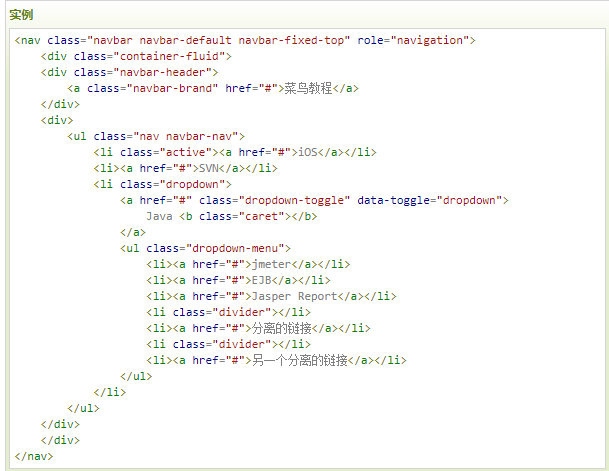 实例
<nav class="navbar navbar-default navbar-fixed-top" role="navigation">
    <div class="container-fluid">
    <div class="navbar-header">
        <a class="navbar-brand" href="#">菜鸟教程</a>
    </div>
    <div>
        <ul class="nav navbar-nav">
            <li class="active"><a href="#">iOS</a></li>
            <li><a href="#">SVN</a></li>
            <li class="dropdown">
                <a href="#" class="dropdown-toggle" data-toggle="dropdown">
                    Java <b class="caret"></b>
                </a>
                <ul class="dropdown-menu">
                    <li><a href="#">jmeter</a></li>
                    <li><a href="#">EJB</a></li>
                    <li><a href="#">Jasper Report</a></li>
                    <li class="divider"></li>
                    <li><a href="#">分离的链接</a></li>
                    <li class="divider"></li>
                    <li><a href="#">另一个分离的链接</a></li>
                </ul>
            </li>
        </ul>
    </div>
    </div>
</nav>